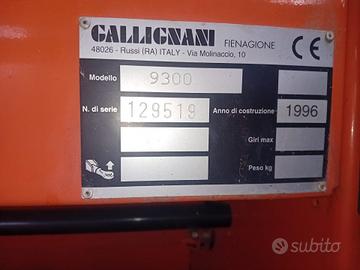 GALLIGNANI FIENAGIONE CE
48026 - Russi (RA) ITALY - Via Molinaccio, 10
Modello 9300
N. di serie 129519 Anno di costruzione 1996
Giri max
Peso kg
subito